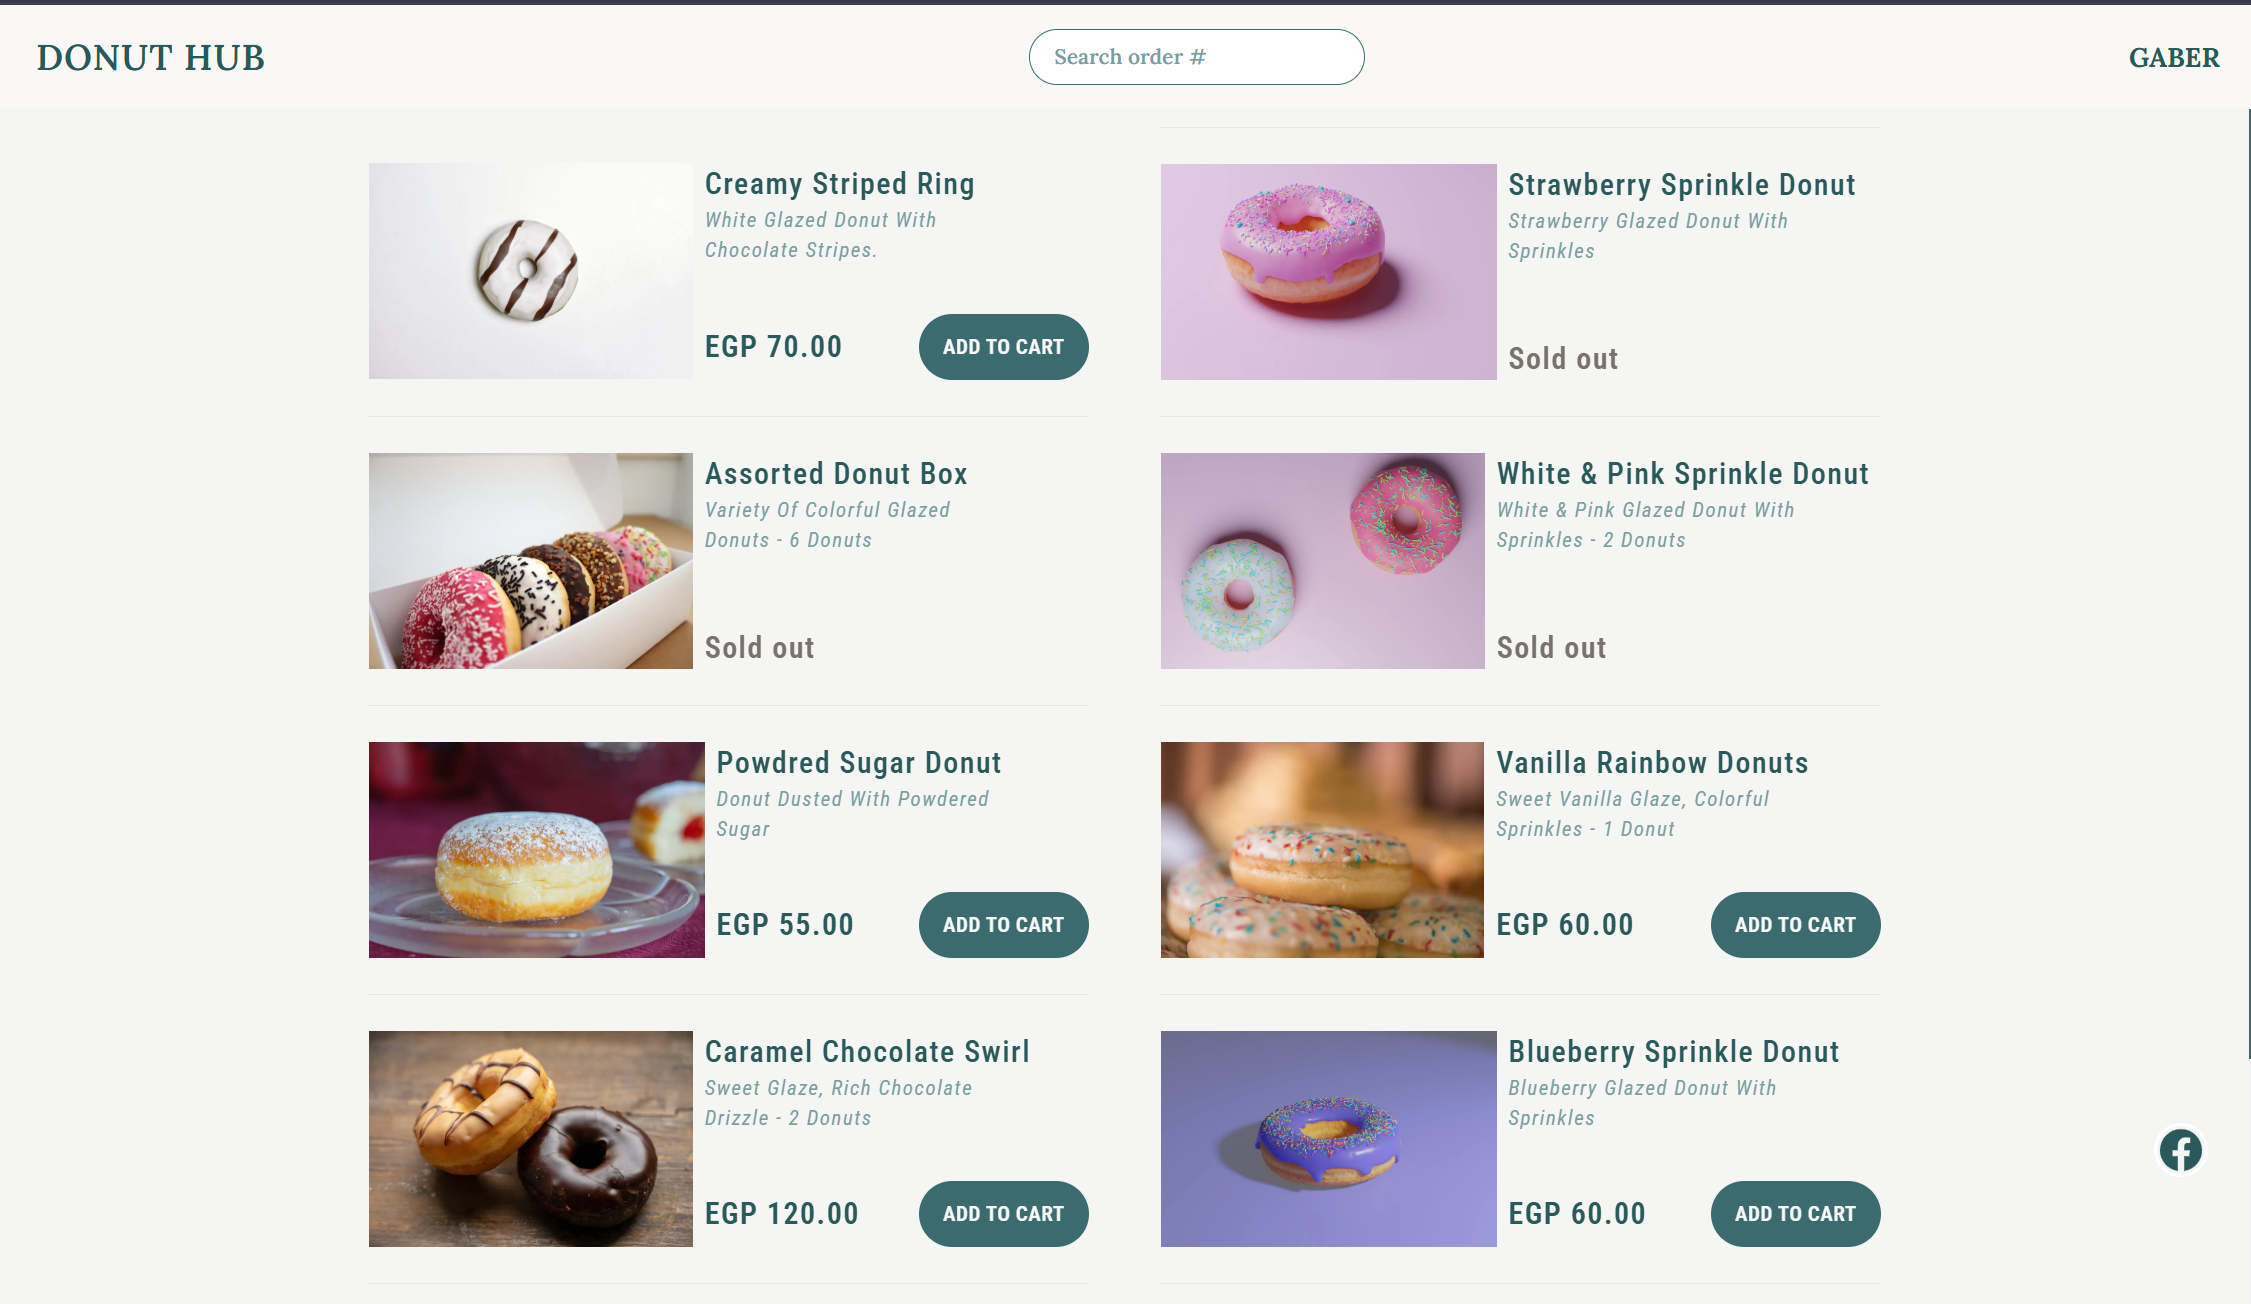 DONUT HUB
Search order #
GABER
Creamy Striped Ring
White Glazed Donut With
Chocolate Stripes.
EGP 70.00
ADD TO CART
Strawberry Sprinkle Donut
Strawberry Glazed Donut With
Sprinkles
Sold out
Assorted Donut Box
Variety Of Colorful Glazed
Donuts - 6 Donuts
Sold out
White & Pink Sprinkle Donut
White & Pink Glazed Donut With
Sprinkles - 2 Donuts
Sold out
Powdred Sugar Donut
Donut Dusted With Powdered
Sugar
EGP 55.00
ADD TO CART
Vanilla Rainbow Donuts
Sweet Vanilla Glaze, Colorful
Sprinkles - 1 Donut
EGP 60.00
ADD TO CART
Caramel Chocolate Swirl
Sweet Glaze, Rich Chocolate
Drizzle - 2 Donuts
EGP 120.00
ADD TO CART
Blueberry Sprinkle Donut
Blueberry Glazed Donut With
Sprinkles
EGP 60.00
ADD TO CART